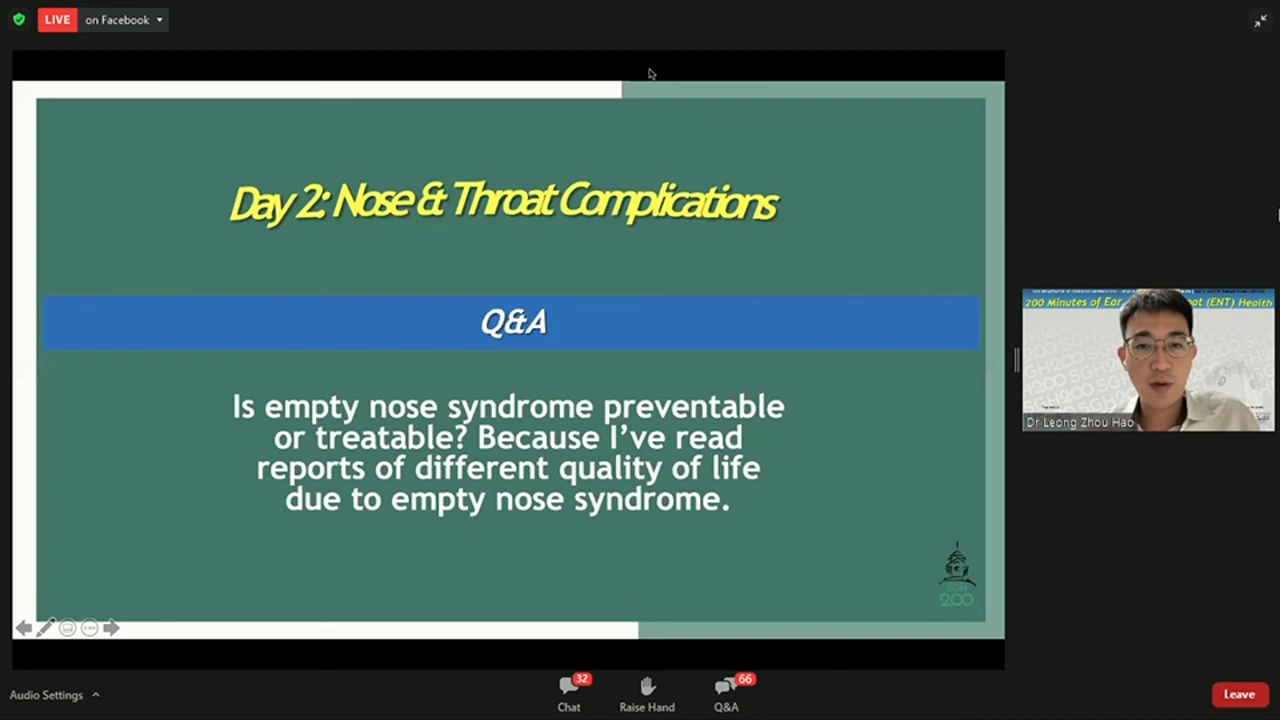 LIVE on Facebook
Day 2: Nose & Throat Complications
Q&A
Is empty nose syndrome preventable
or treatable? Because I've read
reports of different quality of life
due to empty nose syndrome.
200
200 Minutes of Ear
at (ENT) Health
Dr Leong Zhou Hao
Audio Settings
32
Chat
Raise Hand
66
Q&A
Leave